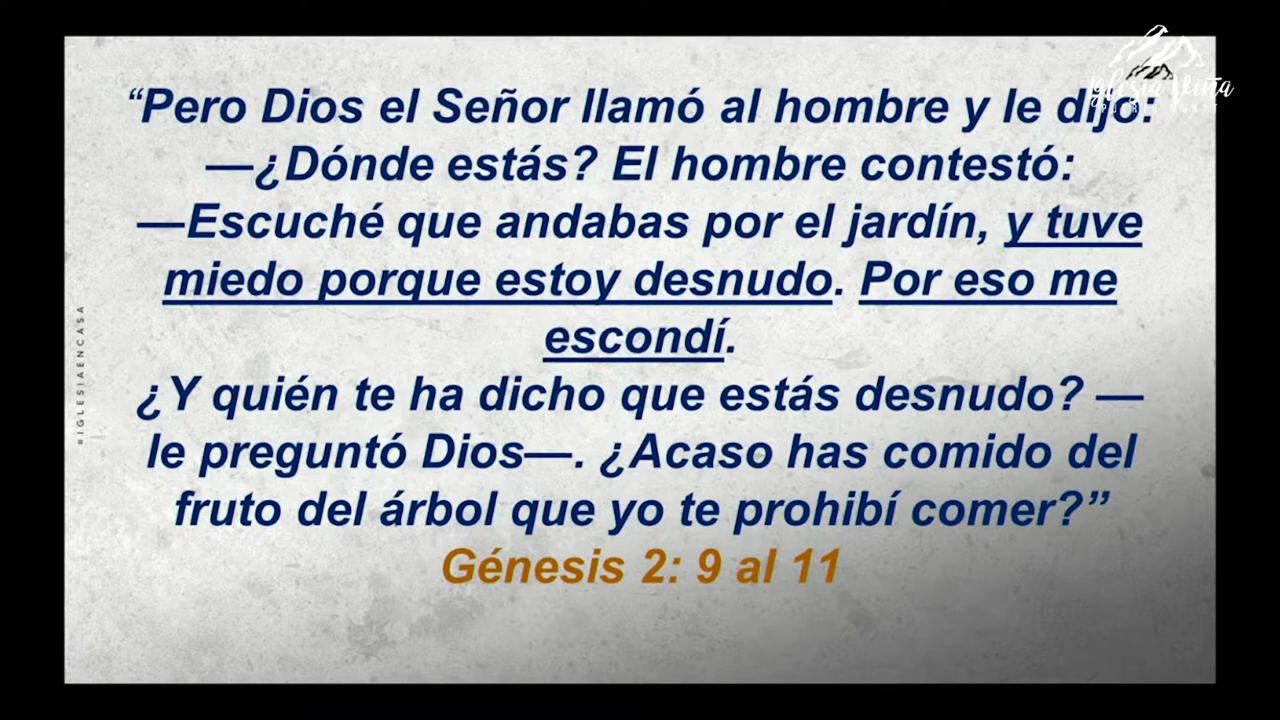 Iglesia Viña
“Pero Dios el Señor llamó al hombre y le dijo:
—¿Dónde estás? El hombre contestó:
—Escuché que andabas por el jardín, y tuve
miedo porque estoy desnudo. Por eso me
escondí.
¿Y quién te ha dicho que estás desnudo? —
le preguntó Dios—. ¿Acaso has comido del
fruto del árbol que yo te prohibí comer?”
Génesis 2: 9 al 11
#IGLESIAENCASA